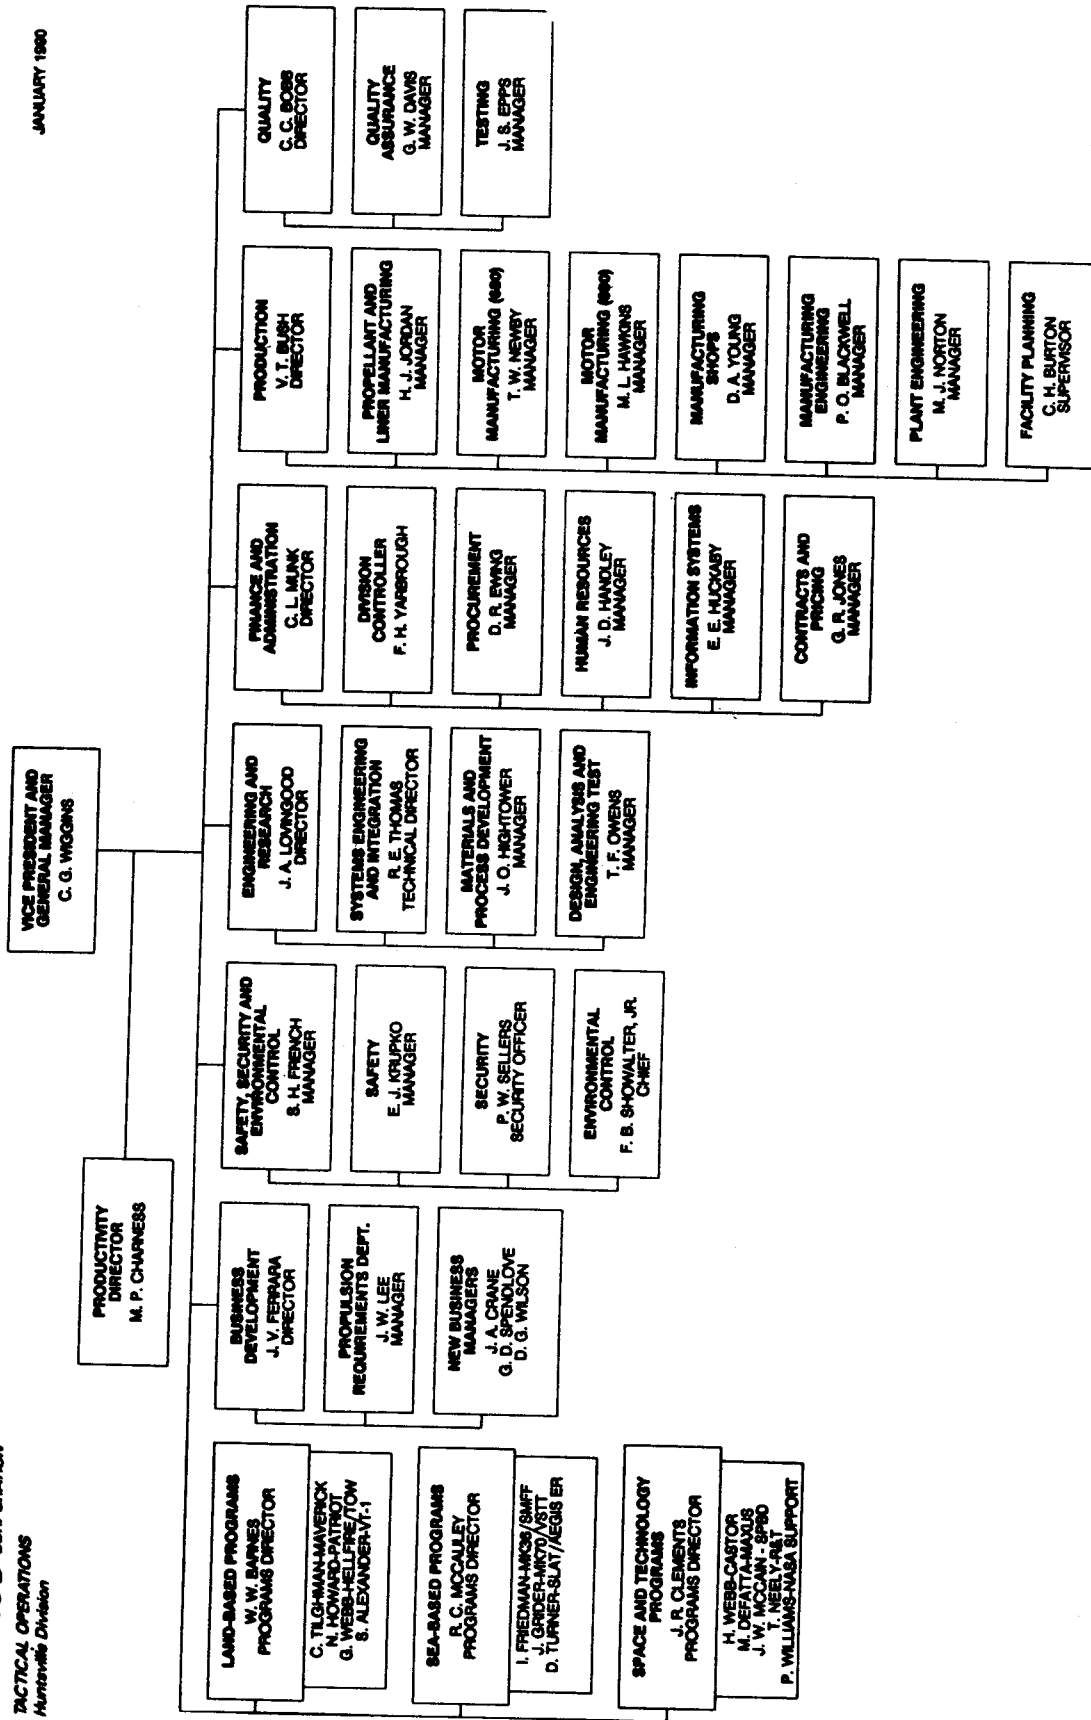 TACTICAL OPERATIONS
Huntsville Division
JANUARY 1990
VICE PRESIDENT AND
GENERAL MANAGER
C. G. WIGGINS
PRODUCTIVITY
DIRECTOR
M. P. CHARNESS
LAND-BASED PROGRAMS
W. W. BARNES
PROGRAMS DIRECTOR
C. TILGHMAN-MAVERICK
N. HOWARD-PATRIOT
G. WEBB-HELLFIRE/TOW
S. ALEXANDER-VT-1
SEA-BASED PROGRAMS
R. C. MCCAULEY
PROGRAMS DIRECTOR
I. FRIEDMAN-MK36/SMFF
J. GRIDER-MK70/VSTT
D. TURNER-SLAT/AEGIS ER
SPACE AND TECHNOLOGY
PROGRAMS
J. R. CLEMENTS
PROGRAMS DIRECTOR
H. WEBB-CASTOR
M. DEFATTA-MAXUS
J. W. MCCAIN - SPBD
T. NEELY-R&T
P. WILLIAMS-NASA SUPPORT
BUSINESS
DEVELOPMENT
J. V. FERRARA
DIRECTOR
PROPULSION
REQUIREMENTS DEPT.
J. W. LEE
MANAGER
NEW BUSINESS
MANAGERS
J. A. CRANE
G. D. SPENDLOVE
D. G. WILSON
SAFETY, SECURITY AND
ENVIRONMENTAL
CONTROL
S. H. FRENCH
MANAGER
SAFETY
E. J. KRUPKO
MANAGER
SECURITY
P. W. SELLERS
SECURITY OFFICER
ENVIRONMENTAL
CONTROL
F. B. SHOWALTER, JR.
CHIEF
ENGINEERING AND
RESEARCH
J. A. LOVINGOOD
DIRECTOR
SYSTEMS ENGINEERING
AND INTEGRATION
R. E. THOMAS
TECHNICAL DIRECTOR
MATERIALS AND
PROCESS DEVELOPMENT
J. O. HIGHTOWER
MANAGER
DESIGN, ANALYSIS AND
ENGINEERING TEST
T. F. OWENS
MANAGER
FINANCE AND
ADMINISTRATION
C. L. MUNK
DIRECTOR
DIVISION
CONTROLLER
F. H. YARBROUGH
PROCUREMENT
D. R. EWING
MANAGER
HUMAN RESOURCES
J. D. HANDLEY
MANAGER
INFORMATION SYSTEMS
E. E. HUCKABY
MANAGER
CONTRACTS AND
PRICING
G. R. JONES
MANAGER
PRODUCTION
V. T. BUSH
DIRECTOR
PROPELLANT AND
LINER MANUFACTURING
H. J. JORDAN
MANAGER
MOTOR
MANUFACTURING
T. W. NEWBY
MANAGER
MOTOR
MANUFACTURING
M. L. HAWKINS
MANAGER
MANUFACTURING
SHOPS
D. A. YOUNG
MANAGER
MANUFACTURING
ENGINEERING
P. O. BLACKWELL
MANAGER
PLANT ENGINEERING
M. J. NORTON
MANAGER
FACILITY PLANNING
C. H. BURTON
SUPERVISOR
QUALITY
C. C. BOBB
DIRECTOR
QUALITY
ASSURANCE
G. W. DAVIS
MANAGER
TESTING
J. S. EPPS
MANAGER